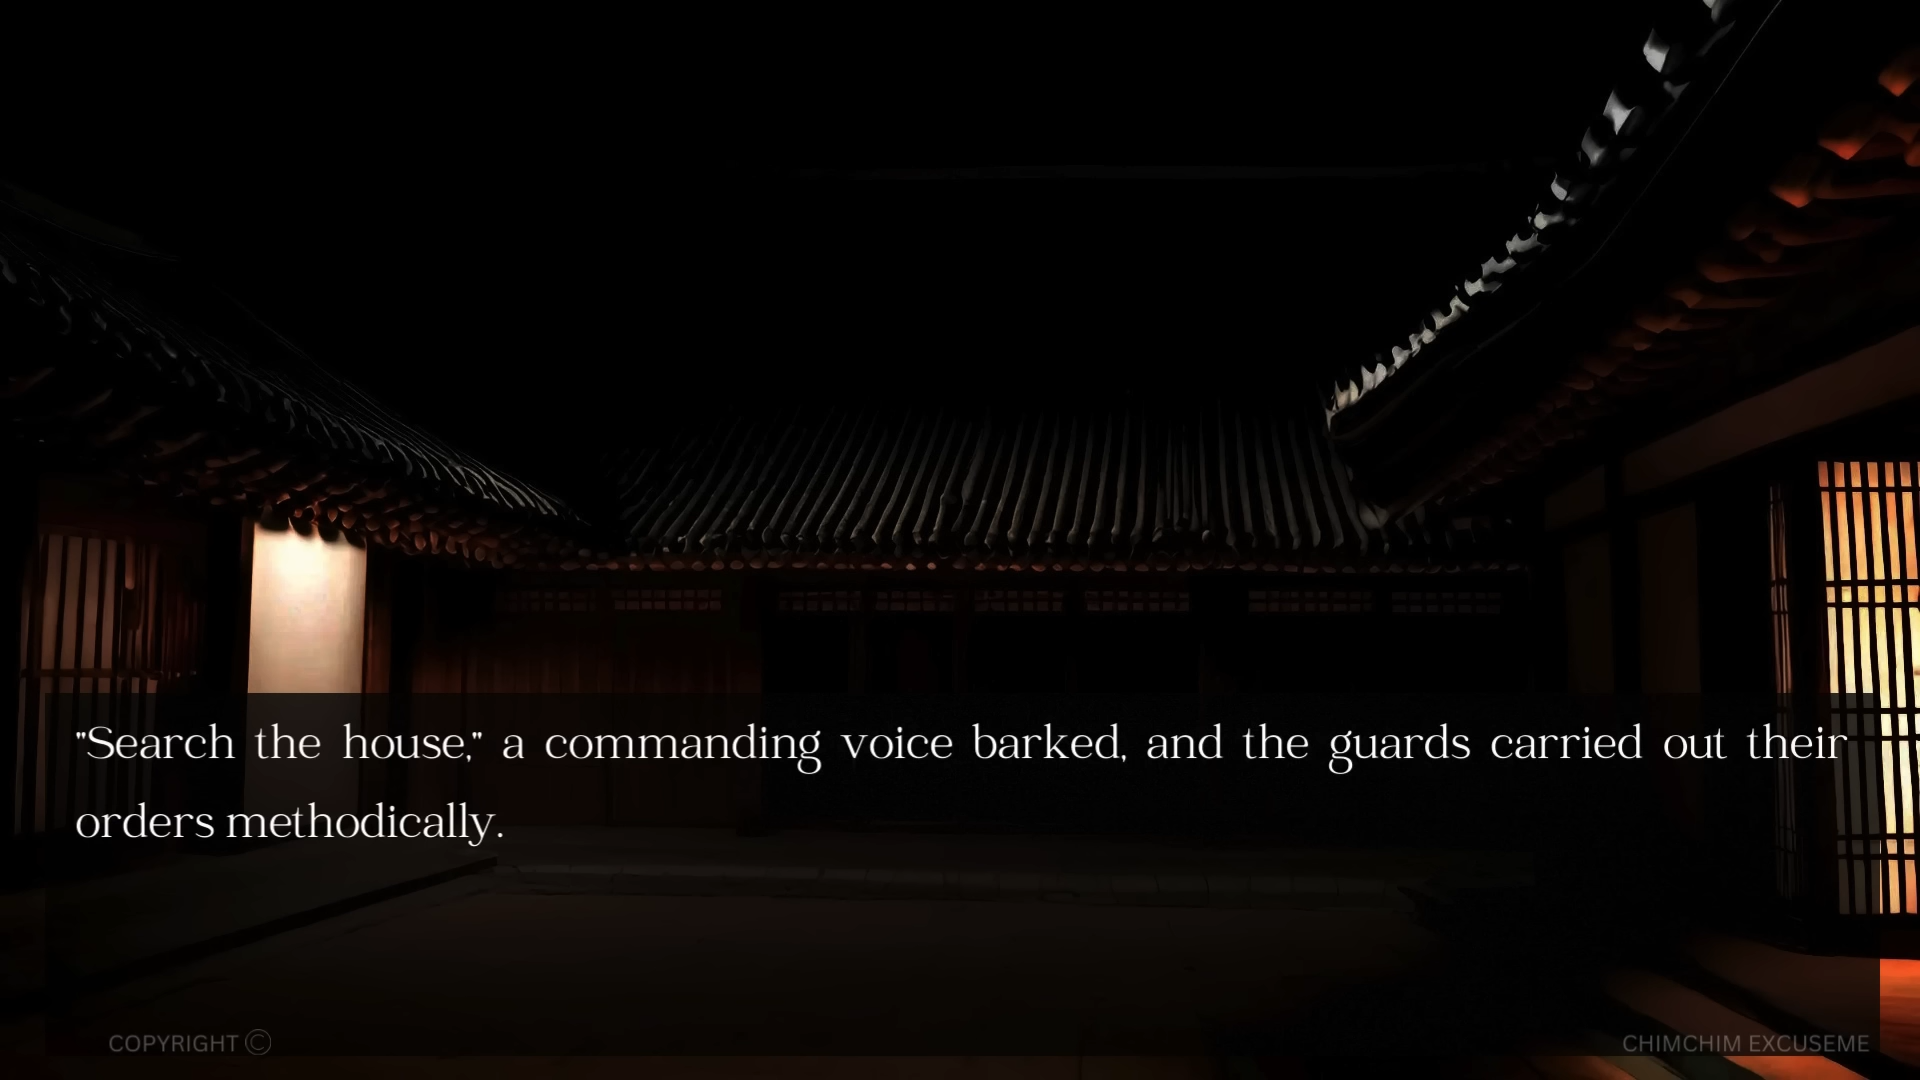 "Search the house," a commanding voice barked, and the guards carried out their
orders methodically.
COPYRIGHT ©
CHIMCHIM EXCUSEME